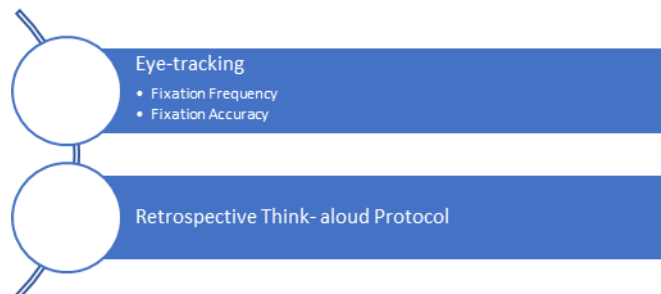 Eye-tracking
• Fixation Frequency
• Fixation Accuracy
Retrospective Think- aloud Protocol